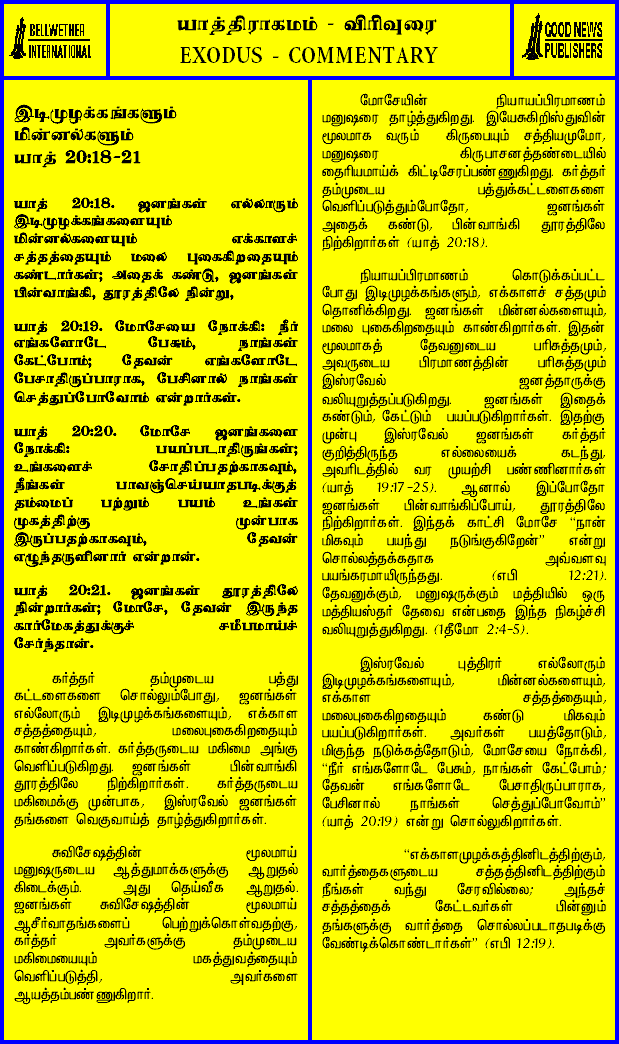 BELLWETHER
INTERNATIONAL
யாத்திராகமம் - விரிவுரை
EXODUS - COMMENTARY
GOOD NEWS
PUBLISHERS
இடிமுழக்கங்களும்
மின்னல்களும்
யாத் 20:18-21
யாத் 20:18. ஜனங்கள் எல்லாரும்
இடிமுழக்கங்களையும்
மின்னல்களையும் எக்காளச்
சத்தத்தையும் மலை புகைகிறதையும்
கண்டார்கள்; அதைக் கண்டு, ஜனங்கள்
பின்வாங்கி, தூரத்திலே நின்று,
யாத் 20:19. மோசேயை நோக்கி: நீர்
எங்களோடே பேசும், நாங்கள்
கேட்போம்; தேவன் எங்களோடே
பேசாதிருப்பாராக, பேசினால் நாங்கள்
செத்துப்போவோம் என்றார்கள்.
யாத் 20:20. மோசே ஜனங்களை
நோக்கி: பயப்படாதிருங்கள்;
உங்களைச் சோதிப்பதற்காகவும்,
நீங்கள் பாவஞ்செய்யாதபடிக்குத்
தம்மைப் பற்றும் பயம் உங்கள்
முகத்திற்கு முன்பாக
இருப்பதற்காகவும், தேவன்
எழுந்தருளினார் என்றான்.
யாத் 20:21. ஜனங்கள் தூரத்திலே
நின்றார்கள்; மோசே, தேவன் இருந்த
கார்மேகத்துக்குச் சமீபமாய்ச்
சேர்ந்தான்.
கர்த்தர் தம்முடைய பத்து
கட்டளைகளை சொல்லும்போது, ஜனங்கள்
எல்லோரும் இடிமுழக்கங்களையும், எக்காள
சத்தத்தையும், மலைபுகைகிறதையும்
காண்கிறார்கள். கர்த்தருடைய மகிமை அங்கு
வெளிப்படுகிறது. ஜனங்கள் பின்வாங்கி
தூரத்திலே நிற்கிறார்கள். கர்த்தருடைய
மகிமைக்கு முன்பாக, இஸ்ரவேல் ஜனங்கள்
தங்களை வெகுவாய்த் தாழ்த்துகிறார்கள்.
சுவிசேஷத்தின் மூலமாய்
மனுஷருடைய ஆத்துமாக்களுக்கு ஆறுதல்
கிடைக்கும். அது தெய்வீக ஆறுதல்.
ஜனங்கள் சுவிசேஷத்தின் மூலமாய்
ஆசீர்வாதங்களைப் பெற்றுக்கொள்வதற்கு,
கர்த்தர் அவர்களுக்கு தம்முடைய
மகிமையையும் மகத்துவத்தையும்
வெளிப்படுத்தி, அவர்களை
ஆயத்தம்பண்ணுகிறார்.
மோசேயின் நியாயப்பிரமாணம்
மனுஷரை தாழ்த்துகிறது. இயேசுகிறிஸ்துவின்
மூலமாக வரும் கிருபையும் சத்தியமுமோ,
மனுஷரை கிருபாசனத்தண்டையில்
தைரியமாய்க் கிட்டிசேரப்பண்ணுகிறது. கர்த்தர்
தம்முடைய பத்துக்கட்டளைகளை
வெளிப்படுத்தும்போதோ, ஜனங்கள்
அதைக் கண்டு, பின்வாங்கி தூரத்திலே
நிற்கிறார்கள் (யாத் 20:18).
நியாயப்பிரமாணம் கொடுக்கப்பட்ட
போது இடிமுழக்கங்களும், எக்காளச் சத்தமும்
தொனிக்கிறது. ஜனங்கள் மின்னல்களையும்,
மலை புகைகிறதையும் காண்கிறார்கள். இதன்
மூலமாகத் தேவனுடைய பரிசுத்தமும்,
அவருடைய பிரமாணத்தின் பரிசுத்தமும்
இஸ்ரவேல் ஜனத்தாருக்கு
வலியுறுத்தப்படுகிறது. ஜனங்கள் இதைக்
கண்டும், கேட்டும் பயப்படுகிறார்கள். இதற்கு
முன்பு இஸ்ரவேல் ஜனங்கள் கர்த்தர்
குறித்திருந்த எல்லையைக் கடந்து,
அவரிடத்தில் வர முயற்சி பண்ணினார்கள்
(யாத் 19:17-25). ஆனால் இப்போதோ
ஜனங்கள் பின்வாங்கிப்போய், தூரத்திலே
நிற்கிறார்கள். இந்தக் காட்சி மோசே "நான்
மிகவும் பயந்து நடுங்குகிறேன்" என்று
சொல்லத்தக்கதாக அவ்வளவு
பயங்கரமாயிருந்தது. (எபி 12:21).
தேவனுக்கும், மனுஷருக்கும் மத்தியில் ஒரு
மத்தியஸ்தர் தேவை என்பதை இந்த நிகழ்ச்சி
வலியுறுத்துகிறது. (1தீமோ 2:4-5).
இஸ்ரவேல் புத்திரர் எல்லோரும்
இடிமுழக்கங்களையும், மின்னல்களையும்,
எக்காள சத்தத்தையும்,
மலைபுகைகிறதையும் கண்டு மிகவும்
பயப்படுகிறார்கள். அவர்கள் பயத்தோடும்,
மிகுந்த நடுக்கத்தோடும், மோசேயை நோக்கி,
"நீர் எங்களோடே பேசும், நாங்கள் கேட்போம்;
தேவன் எங்களோடே பேசாதிருப்பாராக,
பேசினால் நாங்கள் செத்துப்போவோம்"
(யாத் 20:19) என்று சொல்லுகிறார்கள்.
"எக்காளமுழக்கத்தினிடத்திற்கும்,
வார்த்தைகளுடைய சத்தத்தினிடத்திற்கும்
நீங்கள் வந்து சேரவில்லை; அந்தச்
சத்தத்தைக் கேட்டவர்கள் பின்னும்
தங்களுக்கு வார்த்தை சொல்லப்படாதபடிக்கு
வேண்டிக்கொண்டார்கள்" (எபி 12:19).